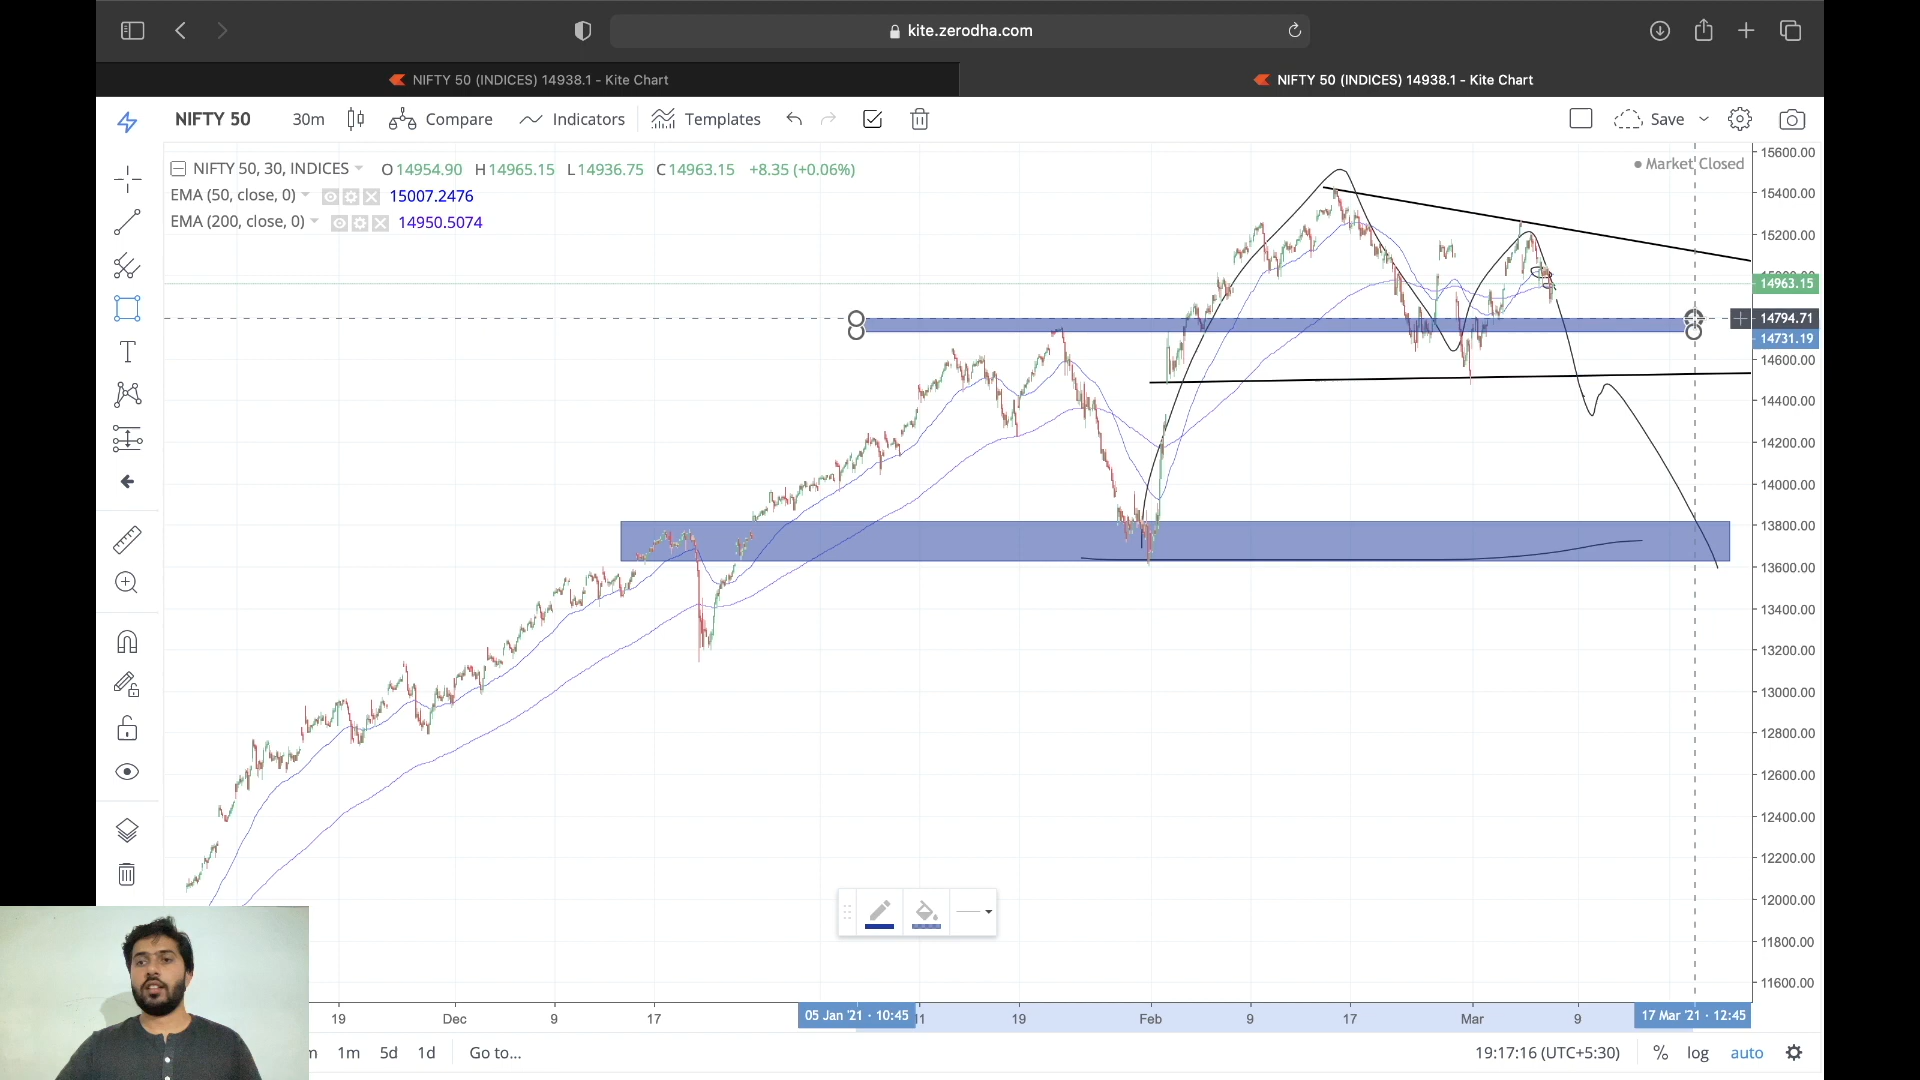 kite.zerodha.com
NIFTY 50 (INDICES) 14938.1 - Kite Chart
NIFTY 50 (INDICES) 14938.1 - Kite Chart
NIFTY 50 30m Compare Indicators Templates Save
NIFTY 50, 30, INDICES O14954.90 H14965.15 L14936.75 C14963.15 +8.35 (+0.06%)
Market Closed
EMA (50, close, 0) 15007.2476
EMA (200, close, 0) 14950.5074
15600.00
15400.00
15200.00
14963.15
14794.71
14731.19
14600.00
14400.00
14200.00
14000.00
13800.00
13600.00
13400.00
13200.00
13000.00
12800.00
12600.00
12400.00
12200.00
12000.00
11800.00
11600.00
19 Dec 9 17 05 Jan '21 - 10:45 19 Feb 9 17 Mar 9 17 Mar '21 - 12:45
1m 5d 1d Go to... 19:17:16 (UTC+5:30) % log auto